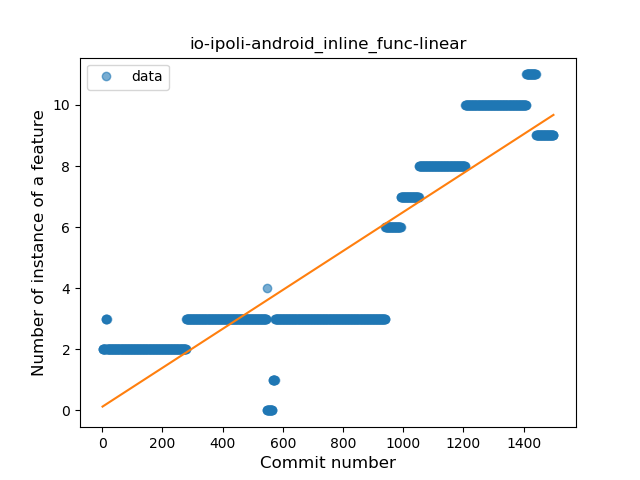 io-ipoli-android_inline_func-linear
data
Number of instance of a feature
10
8
6
4
2
0
0 200 400 600 800 1000 1200 1400
Commit number